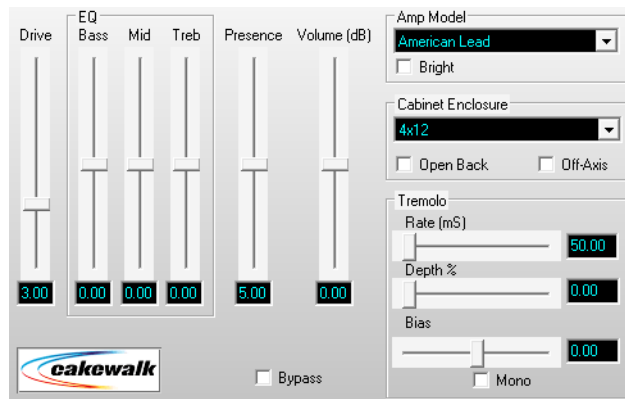 EQ
Drive Bass Mid Treb Presence Volume (dB)
3.00 0.00 0.00 0.00 5.00 0.00
cakewalk
Bypass
Amp Model
American Lead
Bright
Cabinet Enclosure
4x12
Open Back Off-Axis
Tremolo
Rate (mS)
50.00
Depth %
0.00
Bias
0.00
Mono